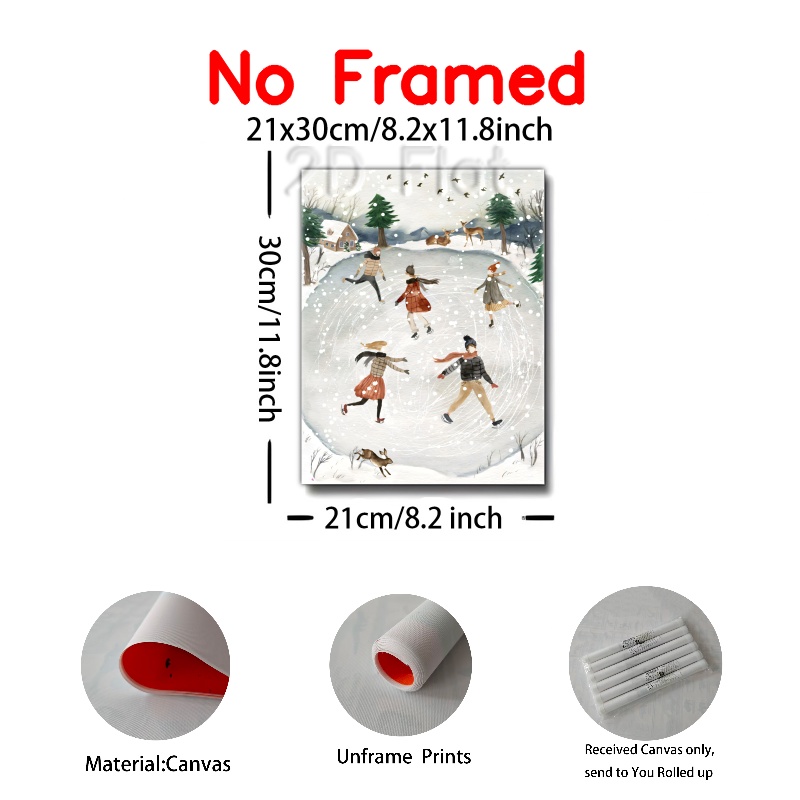 No Framed
21x30cm/8.2x11.8inch
2D Flat
30cm/11.8inch
21cm/8.2 inch
Material:Canvas
Unframe Prints
Received Canvas only,
send to You Rolled up